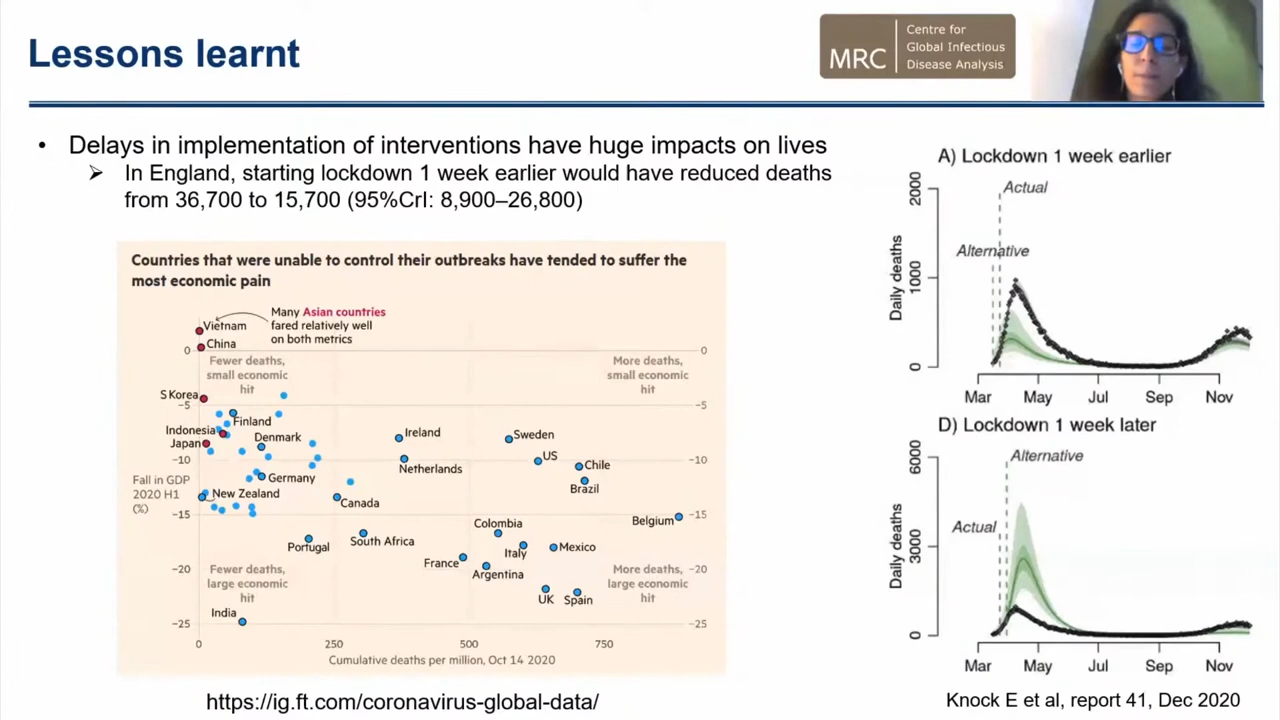 Lessons learnt
MRC
Centre for
Global Infectious
Disease Analysis
• Delays in implementation of interventions have huge impacts on lives
➢ In England, starting lockdown 1 week earlier would have reduced deaths
from 36,700 to 15,700 (95%CrI: 8,900–26,800)
Countries that were unable to control their outbreaks have tended to suffer the
most economic pain
Many Asian countries
fared relatively well
on both metrics
Vietnam
China
0
0
Fewer deaths,
small economic
hit
More deaths,
small economic
hit
S Korea
−5
−5
Finland
Indonesia
Japan
Denmark
Ireland
Sweden
−10
−10
Netherlands
US
Chile
Brazil
Fall in GDP
2020 H1
(%)
Germany
New Zealand
Canada
−15
−15
Belgium
Colombia
Portugal
South Africa
Italy
Mexico
France
Argentina
−20
−20
Fewer deaths,
large economic
hit
More deaths,
large economic
hit
UK
Spain
India
−25
−25
0
250
500
750
Cumulative deaths per million, Oct 14 2020
https://ig.ft.com/coronavirus-global-data/
A) Lockdown 1 week earlier
Actual
Alternative
Daily deaths
2000
1000
0
Mar
May
Jul
Sep
Nov
D) Lockdown 1 week later
Alternative
Actual
Daily deaths
6000
3000
0
Mar
May
Jul
Sep
Nov
Knock E et al, report 41, Dec 2020